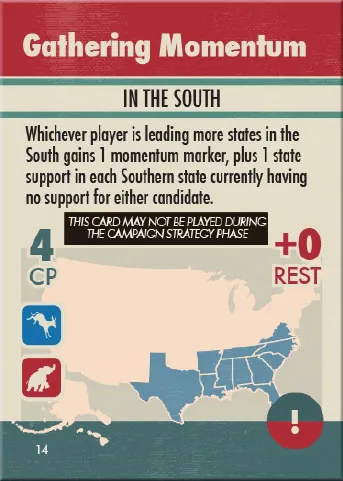 Gathering Momentum
IN THE SOUTH
Whichever player is leading more states in the
South gains 1 momentum marker, plus 1 state
support in each Southern state currently having
no support for either candidate.
THIS CARD MAY NOT BE PLAYED DURING
THE CAMPAIGN STRATEGY PHASE
4
CP
+0
REST
!
14